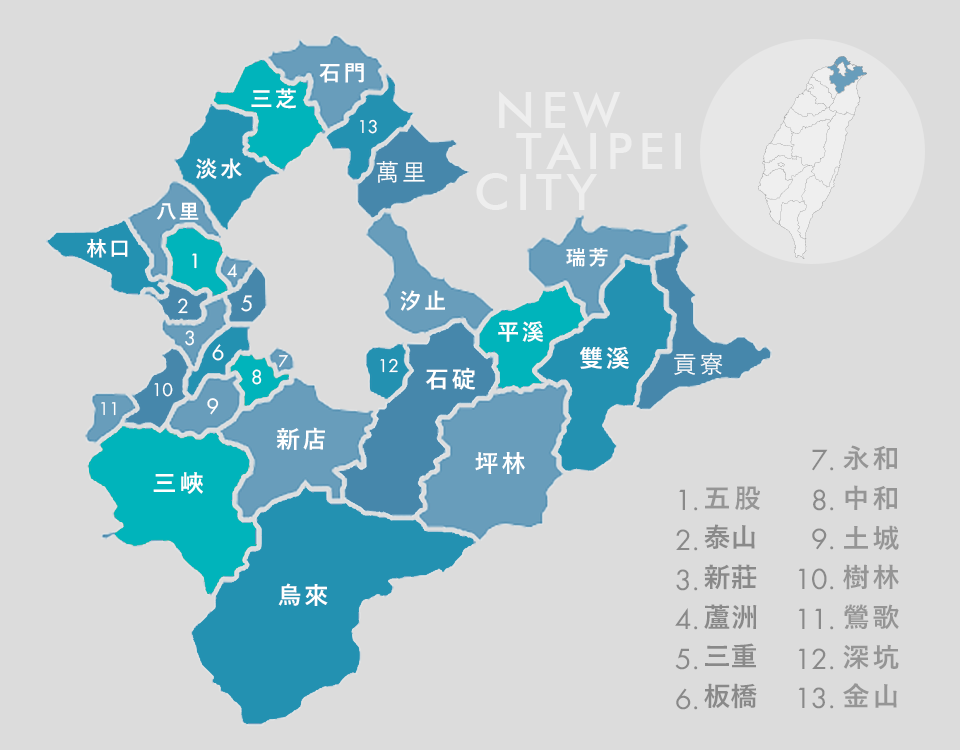 石門
三芝
13
淡水
萬里
NEW
TAIPEI
CITY
八里
林口
1
4
2
5
3
6
7
8
9
10
11
12
汐止
瑞芳
平溪
雙溪
石碇
貢寮
新店
坪林
三峽
烏來
1. 五股
2. 泰山
3. 新莊
4. 蘆洲
5. 三重
6. 板橋
7. 永和
8. 中和
9. 土城
10. 樹林
11. 鶯歌
12. 深坑
13. 金山